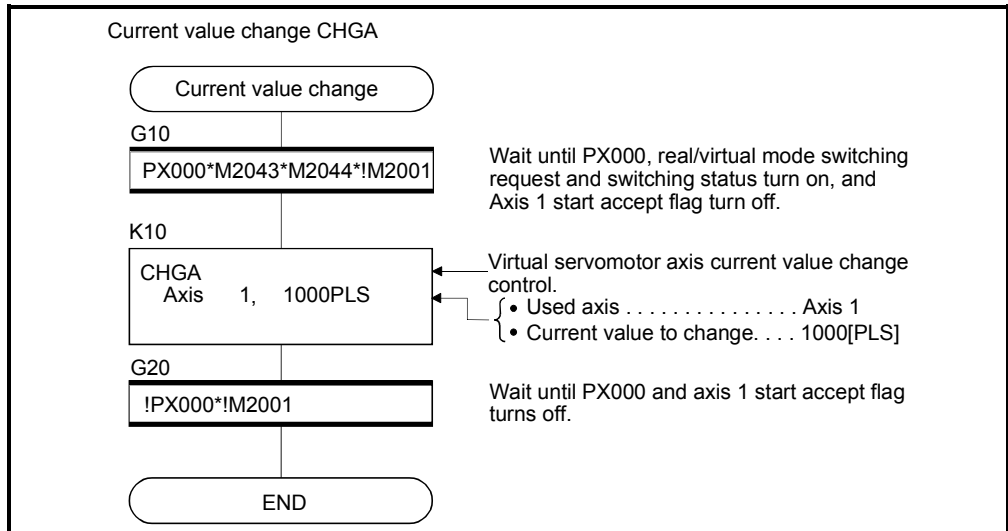 Current value change CHGA
Current value change
G10
PX000*M2043*M2044*!M2001
Wait until PX000, real/virtual mode switching
request and switching status turn on, and
Axis 1 start accept flag turn off.
K10
CHGA
Axis 1, 1000PLS
Virtual servomotor axis current value change
control.
• Used axis . . . . . . . . . . . . . . . Axis 1
• Current value to change. . . . 1000[PLS]
G20
!PX000*!M2001
Wait until PX000 and axis 1 start accept flag
turns off.
END